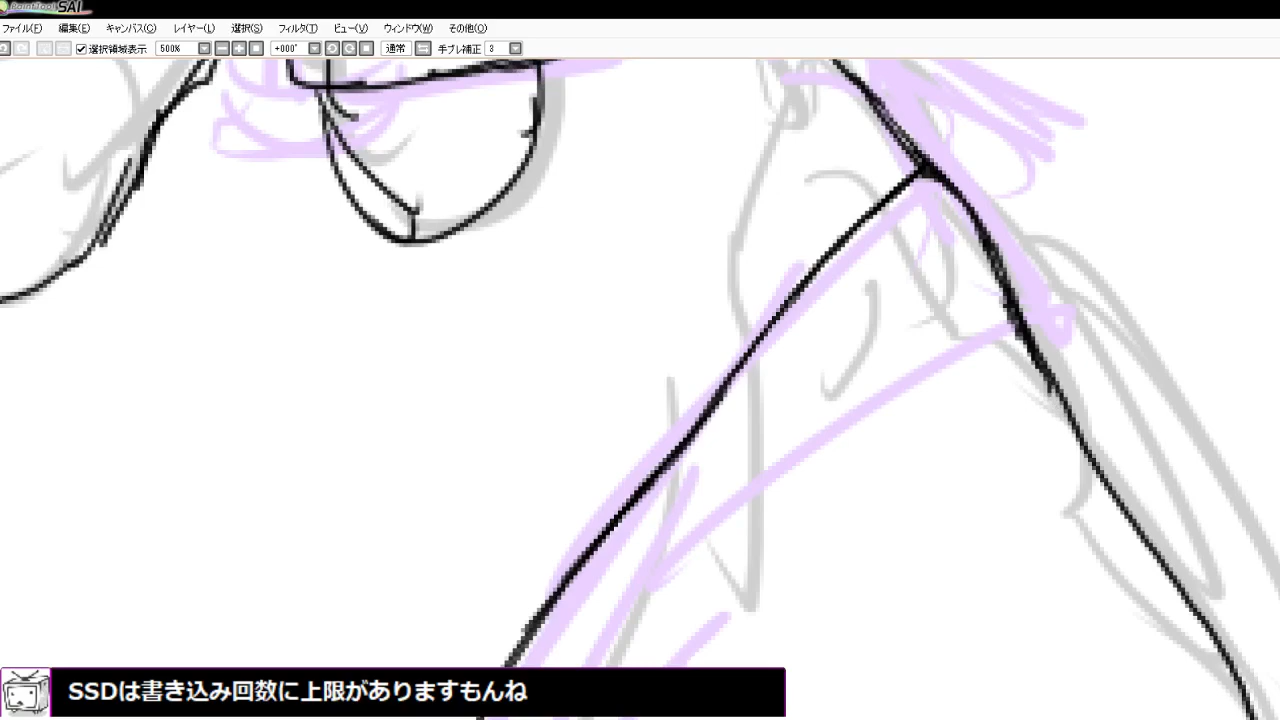 PaintTool SAI
ファイル(F) 編集(E) キャンバス(C) レイヤー(L) 選択(S) フィルタ(T) ビュー(V) ウィンドウ(W) その他(O)
選択領域表示 500% +000° 通常 手ブレ補正 3
SSDは書き込み回数に上限がありますもんね